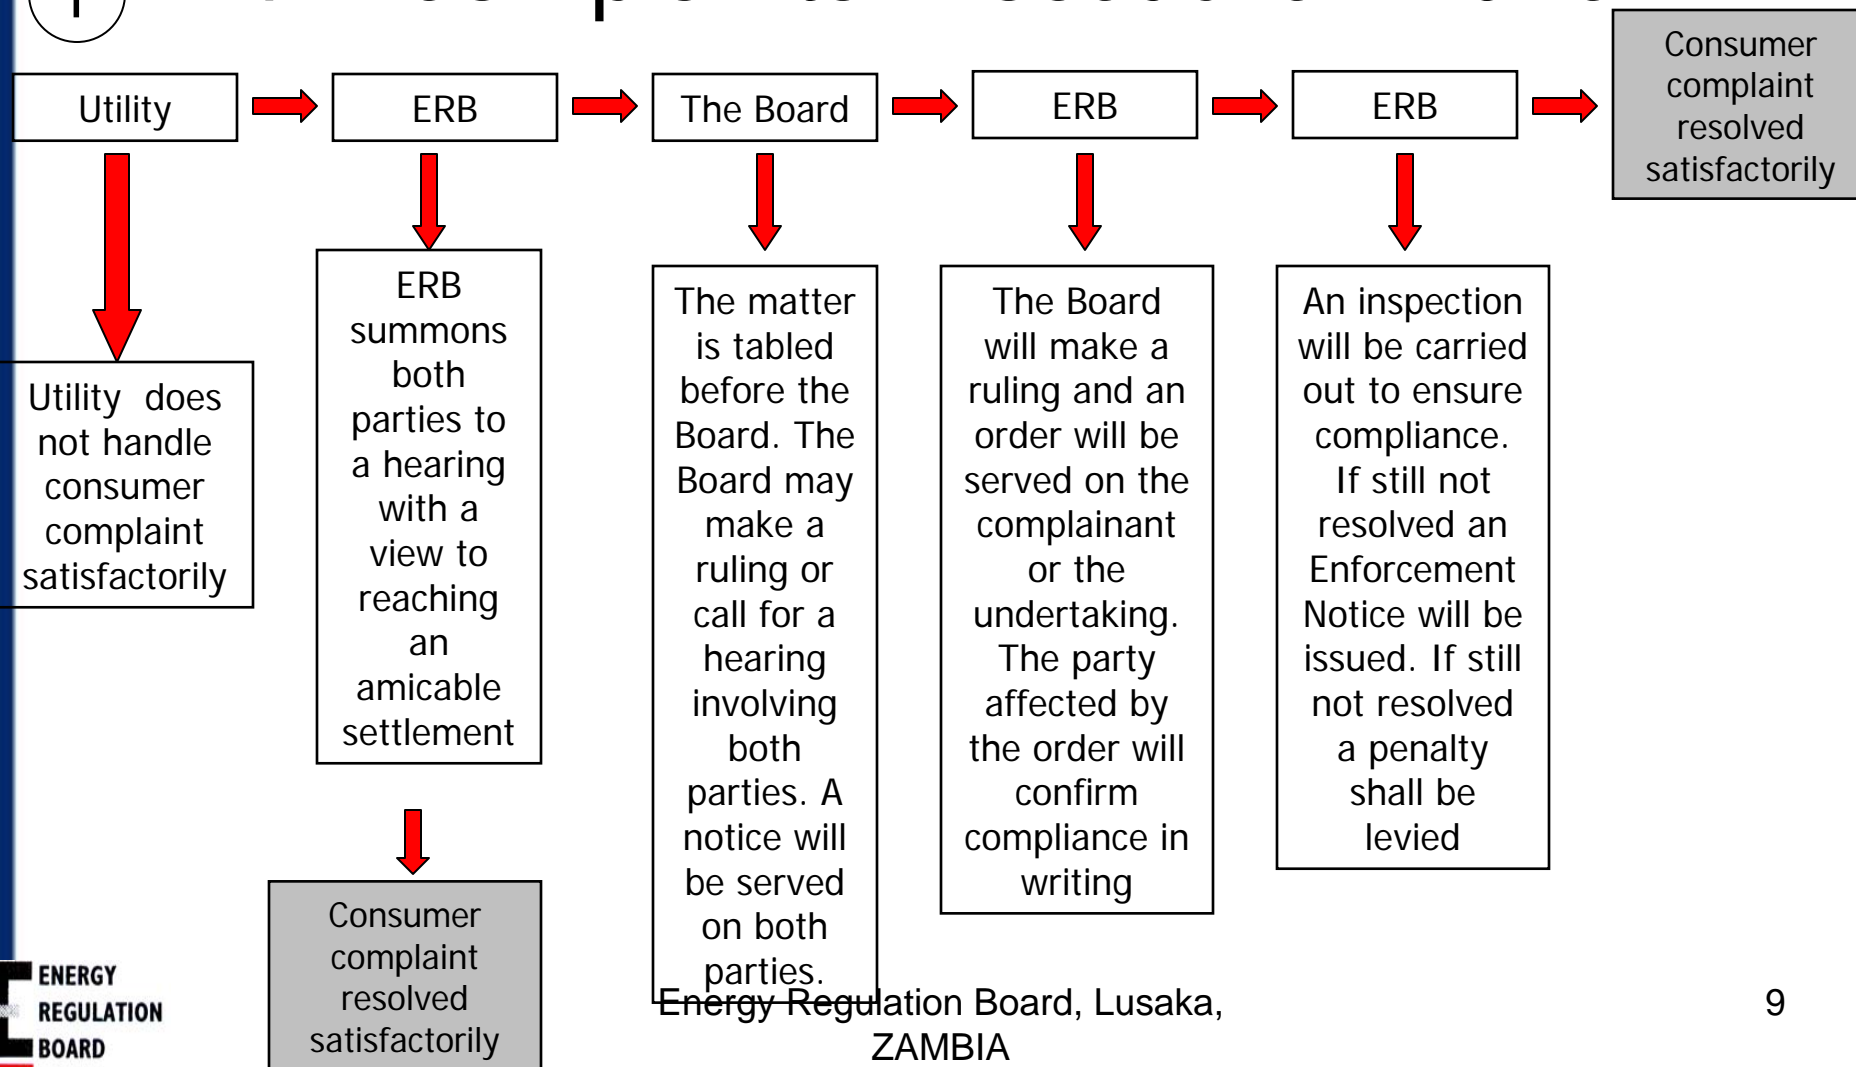 Utility
ERB
The Board
ERB
ERB
Consumer
complaint
resolved
satisfactorily
Utility does
not handle
consumer
complaint
satisfactorily
ERB
summons
both
parties to
a hearing
with a
view to
reaching
an
amicable
settlement
Consumer
complaint
resolved
satisfactorily
The matter
is tabled
before the
Board. The
Board may
make a
ruling or
call for a
hearing
involving
both
parties. A
notice will
be served
on both
parties.
The Board
will make a
ruling and an
order will be
served on the
complainant
or the
undertaking.
The party
affected by
the order will
confirm
compliance in
writing
An inspection
will be carried
out to ensure
compliance.
If still not
resolved an
Enforcement
Notice will be
issued. If still
not resolved
a penalty
shall be
levied
ENERGY
REGULATION
BOARD
Energy Regulation Board, Lusaka,
ZAMBIA
9